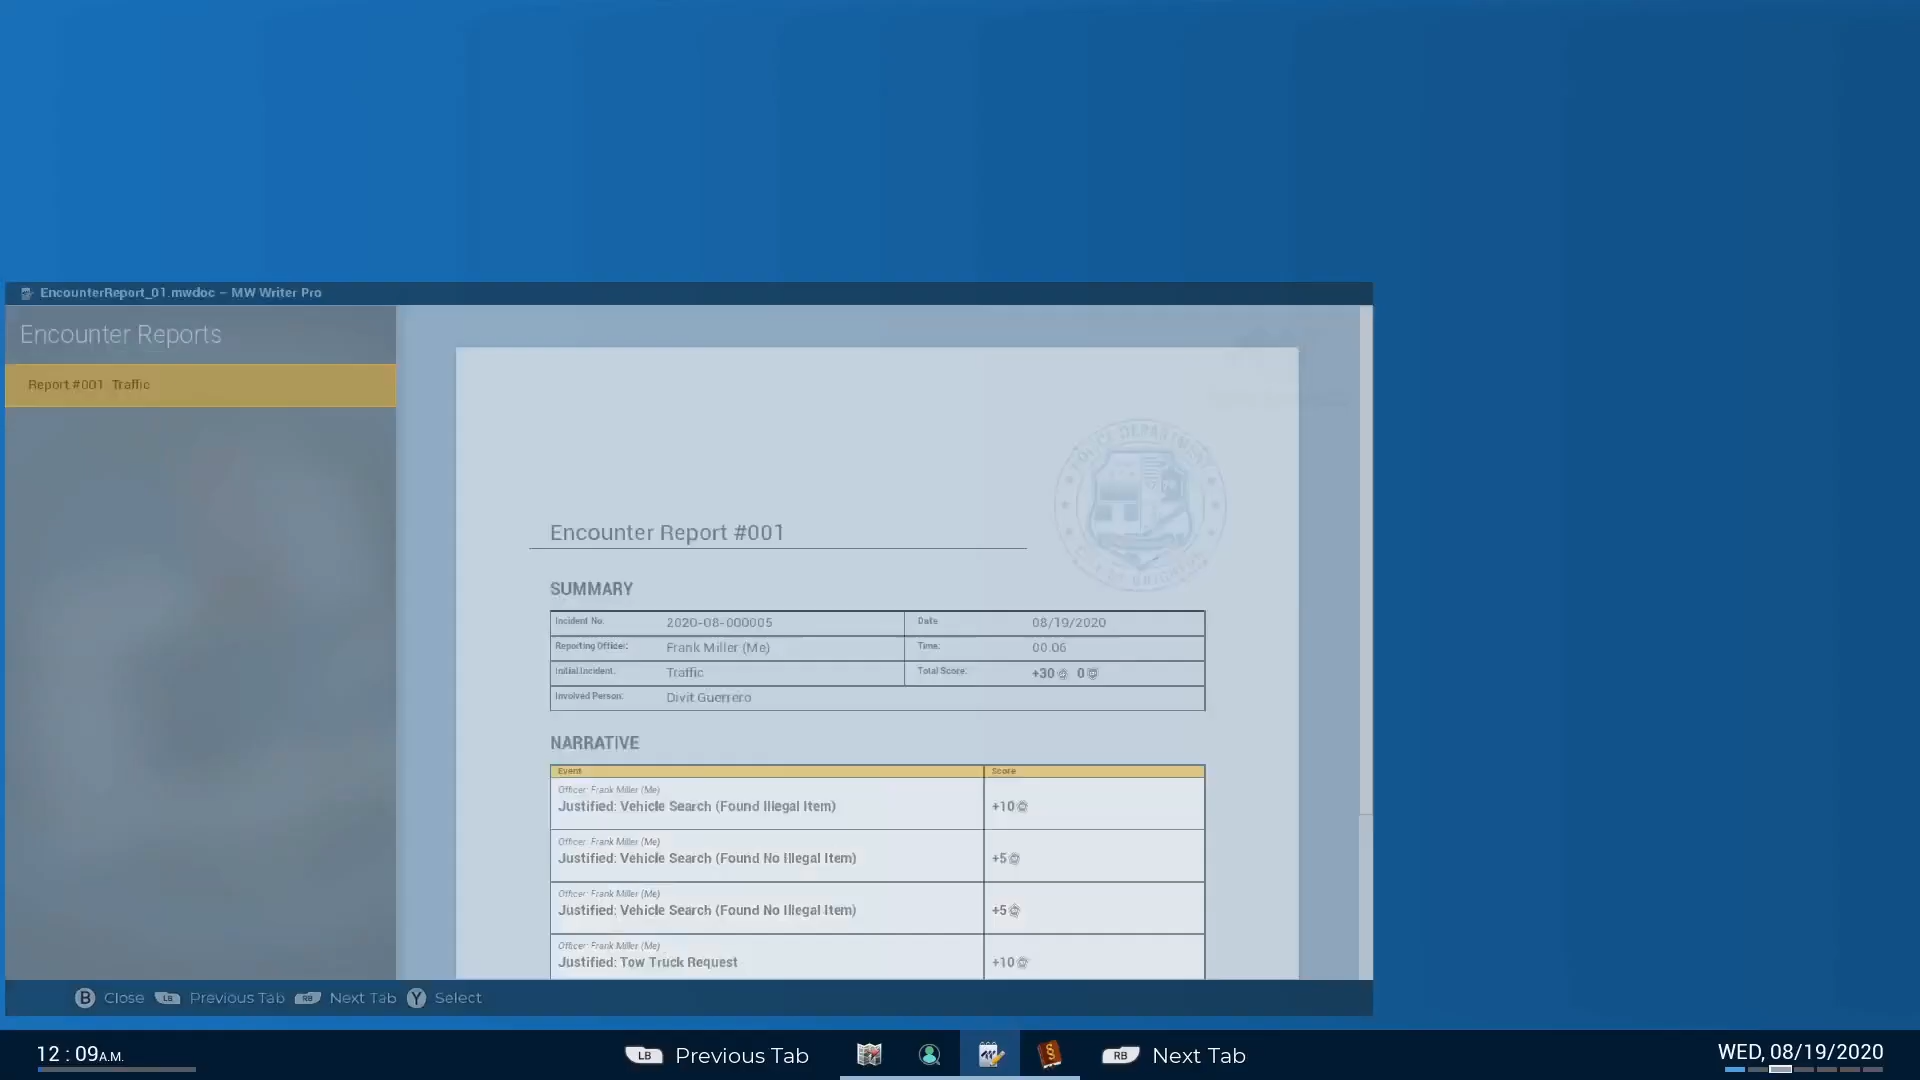 EncounterReport_01.mwdoc – MW Writer Pro
Encounter Reports
Report #001 Traffic
Encounter Report #001
SUMMARY
Incident No. 2020-08-000005 Date 08/19/2020
Reporting Officer: Frank Miller (Me) Time: 00:06
Initial Incident: Traffic Total Score: +30 0
Involved Person: Divit Guerrero
NARRATIVE
Event Score
Officer: Frank Miller (Me)
Justified: Vehicle Search (Found Illegal Item) +10
Officer: Frank Miller (Me)
Justified: Vehicle Search (Found No Illegal Item) +5
Officer: Frank Miller (Me)
Justified: Vehicle Search (Found No Illegal Item) +5
Officer: Frank Miller (Me)
Justified: Tow Truck Request +10
B Close LB Previous Tab RB Next Tab Y Select
12 : 09 A.M. LB Previous Tab RB Next Tab WED, 08/19/2020
POLICE DEPARTMENT